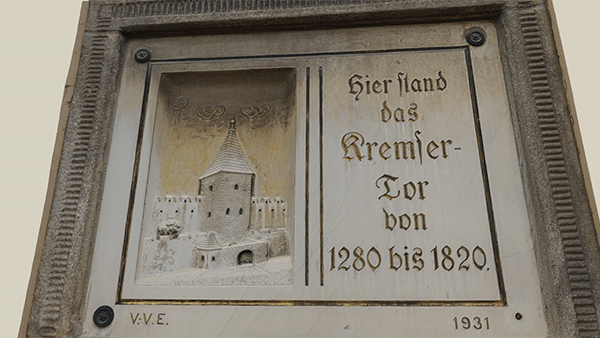 Hier stand
das
Kremser-
Tor
von
1280 bis 1820.
V.-V.E.
1931